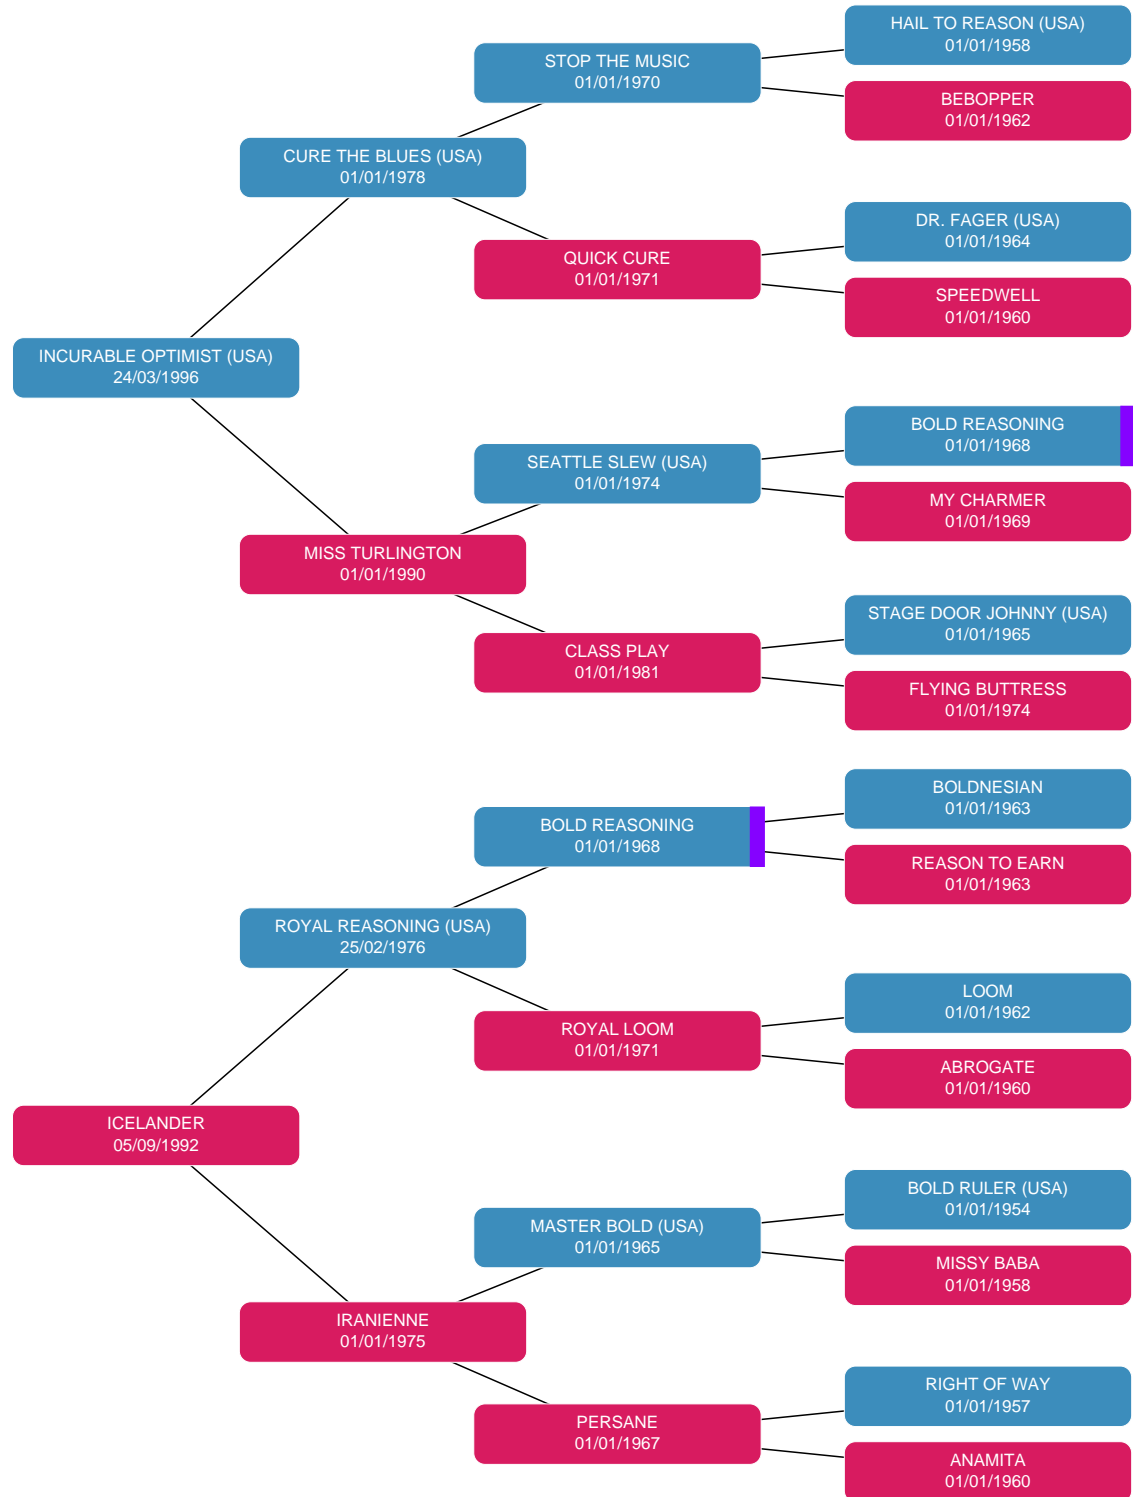 HAIL TO REASON (USA)
01/01/1958
STOP THE MUSIC
01/01/1970
BEBOPPER
01/01/1962
CURE THE BLUES (USA)
01/01/1978
DR. FAGER (USA)
01/01/1964
QUICK CURE
01/01/1971
SPEEDWELL
01/01/1960
INCURABLE OPTIMIST (USA)
24/03/1996
BOLD REASONING
01/01/1968
SEATTLE SLEW (USA)
01/01/1974
MY CHARMER
01/01/1969
MISS TURLINGTON
01/01/1990
STAGE DOOR JOHNNY (USA)
01/01/1965
CLASS PLAY
01/01/1981
FLYING BUTTRESS
01/01/1974
BOLDNESIAN
01/01/1963
BOLD REASONING
01/01/1968
REASON TO EARN
01/01/1963
ROYAL REASONING (USA)
25/02/1976
LOOM
01/01/1962
ROYAL LOOM
01/01/1971
ABROGATE
01/01/1960
ICELANDER
05/09/1992
BOLD RULER (USA)
01/01/1954
MASTER BOLD (USA)
01/01/1965
MISSY BABA
01/01/1958
IRANIENNE
01/01/1975
RIGHT OF WAY
01/01/1957
PERSANE
01/01/1967
ANAMITA
01/01/1960